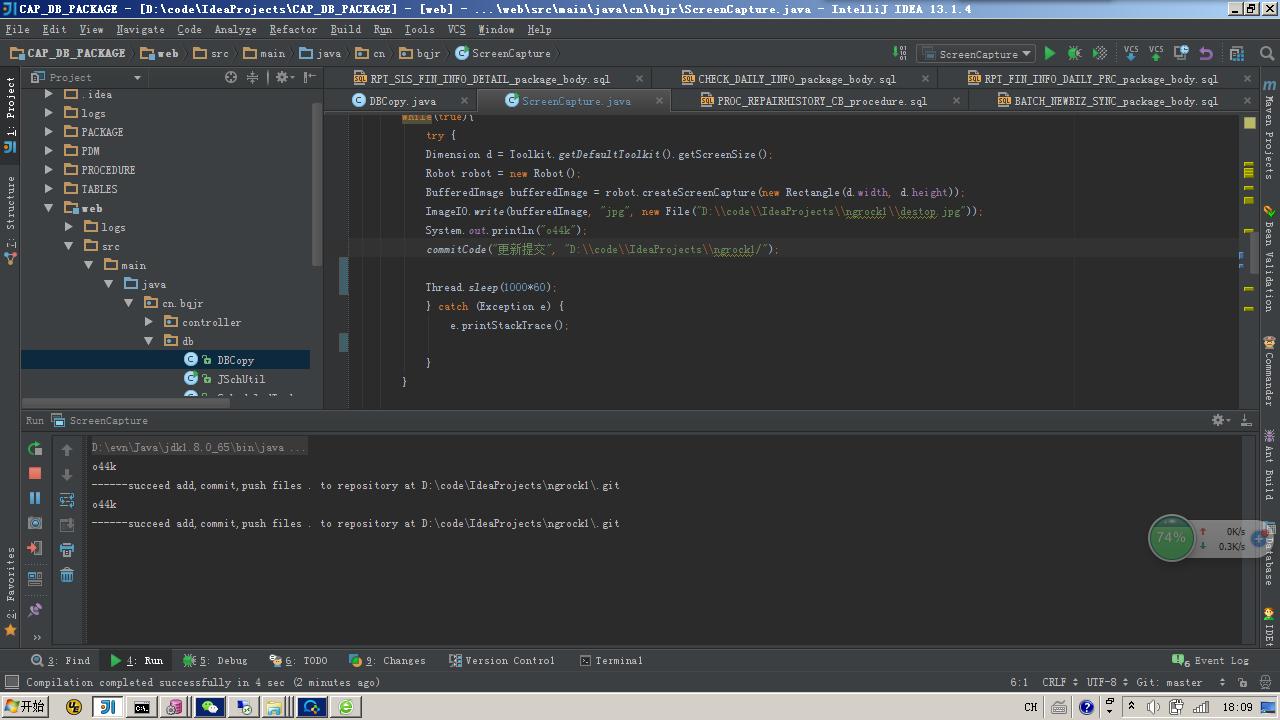 CAP_DB_PACKAGE - [D:\code\IdeaProjects\CAP_DB_PACKAGE] - [web] - ...\web\src\main\java\cn\bqjr\ScreenCapture.java - IntelliJ IDEA 13.1.4
File Edit View Navigate Code Analyze Refactor Build Run Tools VCS Window Help
CAP_DB_PACKAGE web src main java cn bqjr ScreenCapture
ScreenCapture VCS VCS
Project
RPT_SLS_FIN_INFO_DETAIL_package_body.sql CHECK_DAILY_INFO_package_body.sql RPT_FIN_INFO_DAILY_PRC_package_body.sql
DBCopy.java ScreenCapture.java PROC_REPAIRHISTORY_CB_procedure.sql BATCH_NEWBIZ_SYNC_package_body.sql
1: Project
7: Structure
2: Favorites
.idea
logs
PACKAGE
PDM
PROCEDURE
TABLES
web
logs
src
main
java
cn.bqjr
controller
db
DBCopy
JSchUtil
while(true){
try {
Dimension d = Toolkit.getDefaultToolkit().getScreenSize();
Robot robot = new Robot();
BufferedImage bufferedImage = robot.createScreenCapture(new Rectangle(d.width, d.height));
ImageIO.write(bufferedImage, "jpg", new File("D:\\code\\IdeaProjects\\ngrock1\\destop.jpg"));
System.out.println("o44k");
commitCode("更新提交", "D:\\code\\IdeaProjects\\ngrock1/");
Thread.sleep(1000*60);
} catch (Exception e) {
e.printStackTrace();
}
}
Maven Projects
Bean Validation
Commander
Ant Build
Database
IDEt
Run ScreenCapture
D:\evn\Java\jdk1.8.0_65\bin\java ...
o44k
------succeed add,commit,push files . to repository at D:\code\IdeaProjects\ngrock1\.git
o44k
------succeed add,commit,push files . to repository at D:\code\IdeaProjects\ngrock1\.git
74% 0K/s
0.3K/s
3: Find 4: Run 5: Debug 6: TODO 9: Changes Version Control Terminal 6 Event Log
Compilation completed successfully in 4 sec (2 minutes ago) 6:1 CRLF UTF-8 Git: master
开始 CH 18:09